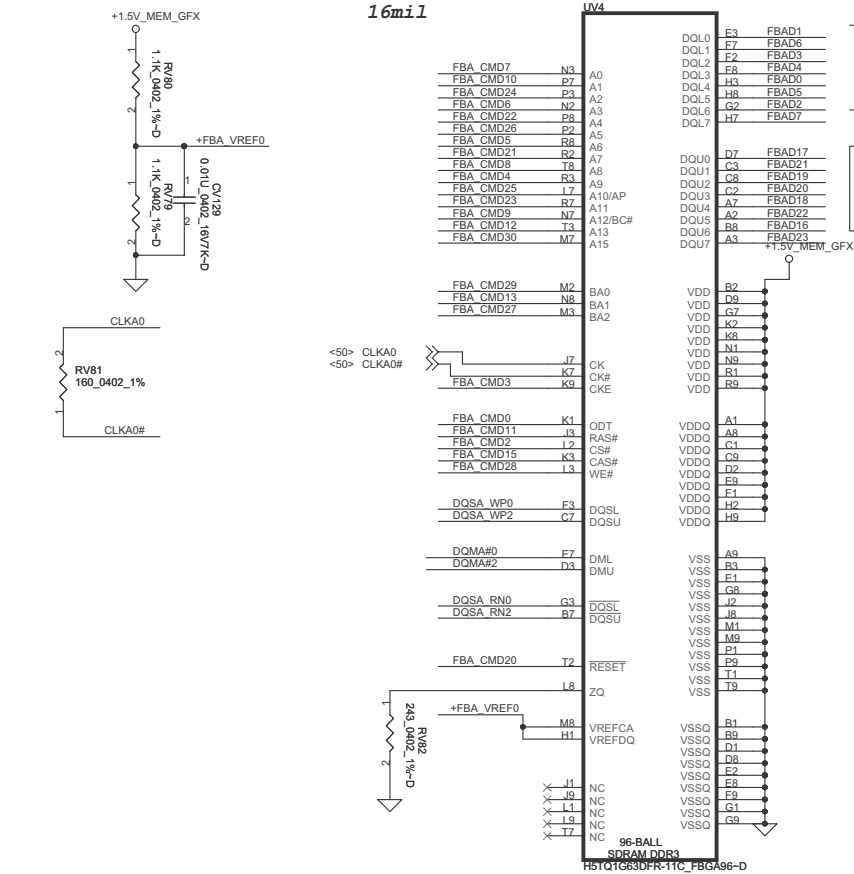 +1.5V_MEM_GFX
1
RV80
1.1K_0402_1%~D
2
+FBA_VREF0
1
RV79
1.1K_0402_1%~D
2
1
CV129
0.01U_0402_16V7K~D
2
CLKA0
2
RV81
160_0402_1%
1
CLKA0#
16mil
UV4
FBA_CMD7 N3 A0
FBA_CMD10 P7 A1
FBA_CMD24 P3 A2
FBA_CMD6 N2 A3
FBA_CMD22 P8 A4
FBA_CMD26 P2 A5
FBA_CMD5 R8 A6
FBA_CMD21 R2 A7
FBA_CMD8 T8 A8
FBA_CMD4 R3 A9
FBA_CMD25 L7 A10/AP
FBA_CMD23 R7 A11
FBA_CMD9 N7 A12/BC#
FBA_CMD12 T3 A13
FBA_CMD30 M7 A15
FBA_CMD29 M2 BA0
FBA_CMD13 N8 BA1
FBA_CMD27 M3 BA2
<50> CLKA0 J7 CK
<50> CLKA0# K7 CK#
FBA_CMD3 K9 CKE
FBA_CMD0 K1 ODT
FBA_CMD11 J3 RAS#
FBA_CMD2 L2 CS#
FBA_CMD15 K3 CAS#
FBA_CMD28 L3 WE#
DQSA_WP0 F3 DQSL
DQSA_WP2 C7 DQSU
DQMA#0 E7 DML
DQMA#2 D3 DMU
DQSA_RN0 G3 DQSL
DQSA_RN2 B7 DQSU
FBA_CMD20 T2 RESET
L8 ZQ
1
RV82
243_0402_1%~D
2
+FBA_VREF0
M8 VREFCA
H1 VREFDQ
J1 NC
J9 NC
L1 NC
L9 NC
T7 NC
DQL0 E3 FBAD1
DQL1 F7 FBAD6
DQL2 F2 FBAD3
DQL3 F8 FBAD4
DQL4 H3 FBAD0
DQL5 H8 FBAD5
DQL6 G2 FBAD2
DQL7 H7 FBAD7
DQU0 D7 FBAD17
DQU1 C3 FBAD21
DQU2 C8 FBAD19
DQU3 C2 FBAD20
DQU4 A7 FBAD18
DQU5 A2 FBAD22
DQU6 B8 FBAD16
DQU7 A3 FBAD23
+1.5V_MEM_GFX
VDD B2
VDD D9
VDD G7
VDD K2
VDD K8
VDD N1
VDD N9
VDD R1
VDD R9
VDDQ A1
VDDQ A8
VDDQ C1
VDDQ C9
VDDQ D2
VDDQ E9
VDDQ F1
VDDQ H2
VDDQ H9
VSS A9
VSS B3
VSS E1
VSS G8
VSS J2
VSS J8
VSS M1
VSS M9
VSS P1
VSS P9
VSS T1
VSS T9
VSSQ B1
VSSQ B9
VSSQ D1
VSSQ D8
VSSQ E2
VSSQ E8
VSSQ F9
VSSQ G1
VSSQ G9
96-BALL
SDRAM DDR3
H5TQ1G63DFR-11C_FBGA96~D